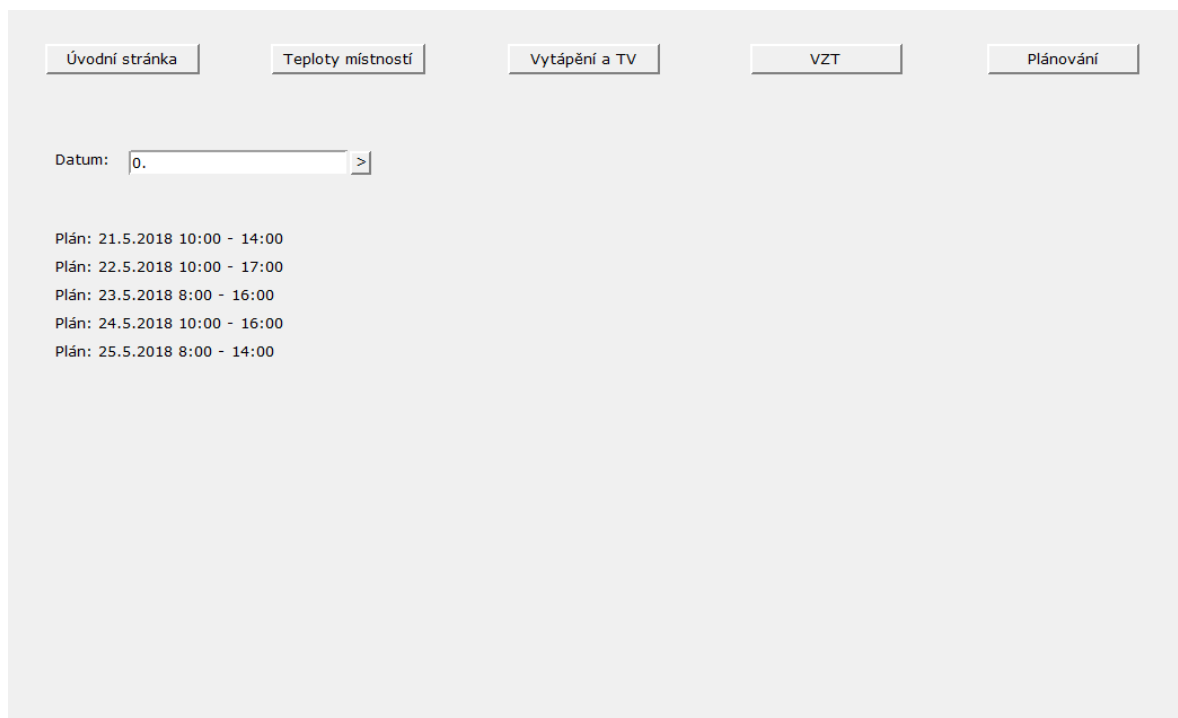 Úvodní stránka Teploty místností Vytápění a TV VZT Plánování
Datum: 0. >
Plán: 21.5.2018 10:00 - 14:00
Plán: 22.5.2018 10:00 - 17:00
Plán: 23.5.2018 8:00 - 16:00
Plán: 24.5.2018 10:00 - 16:00
Plán: 25.5.2018 8:00 - 14:00